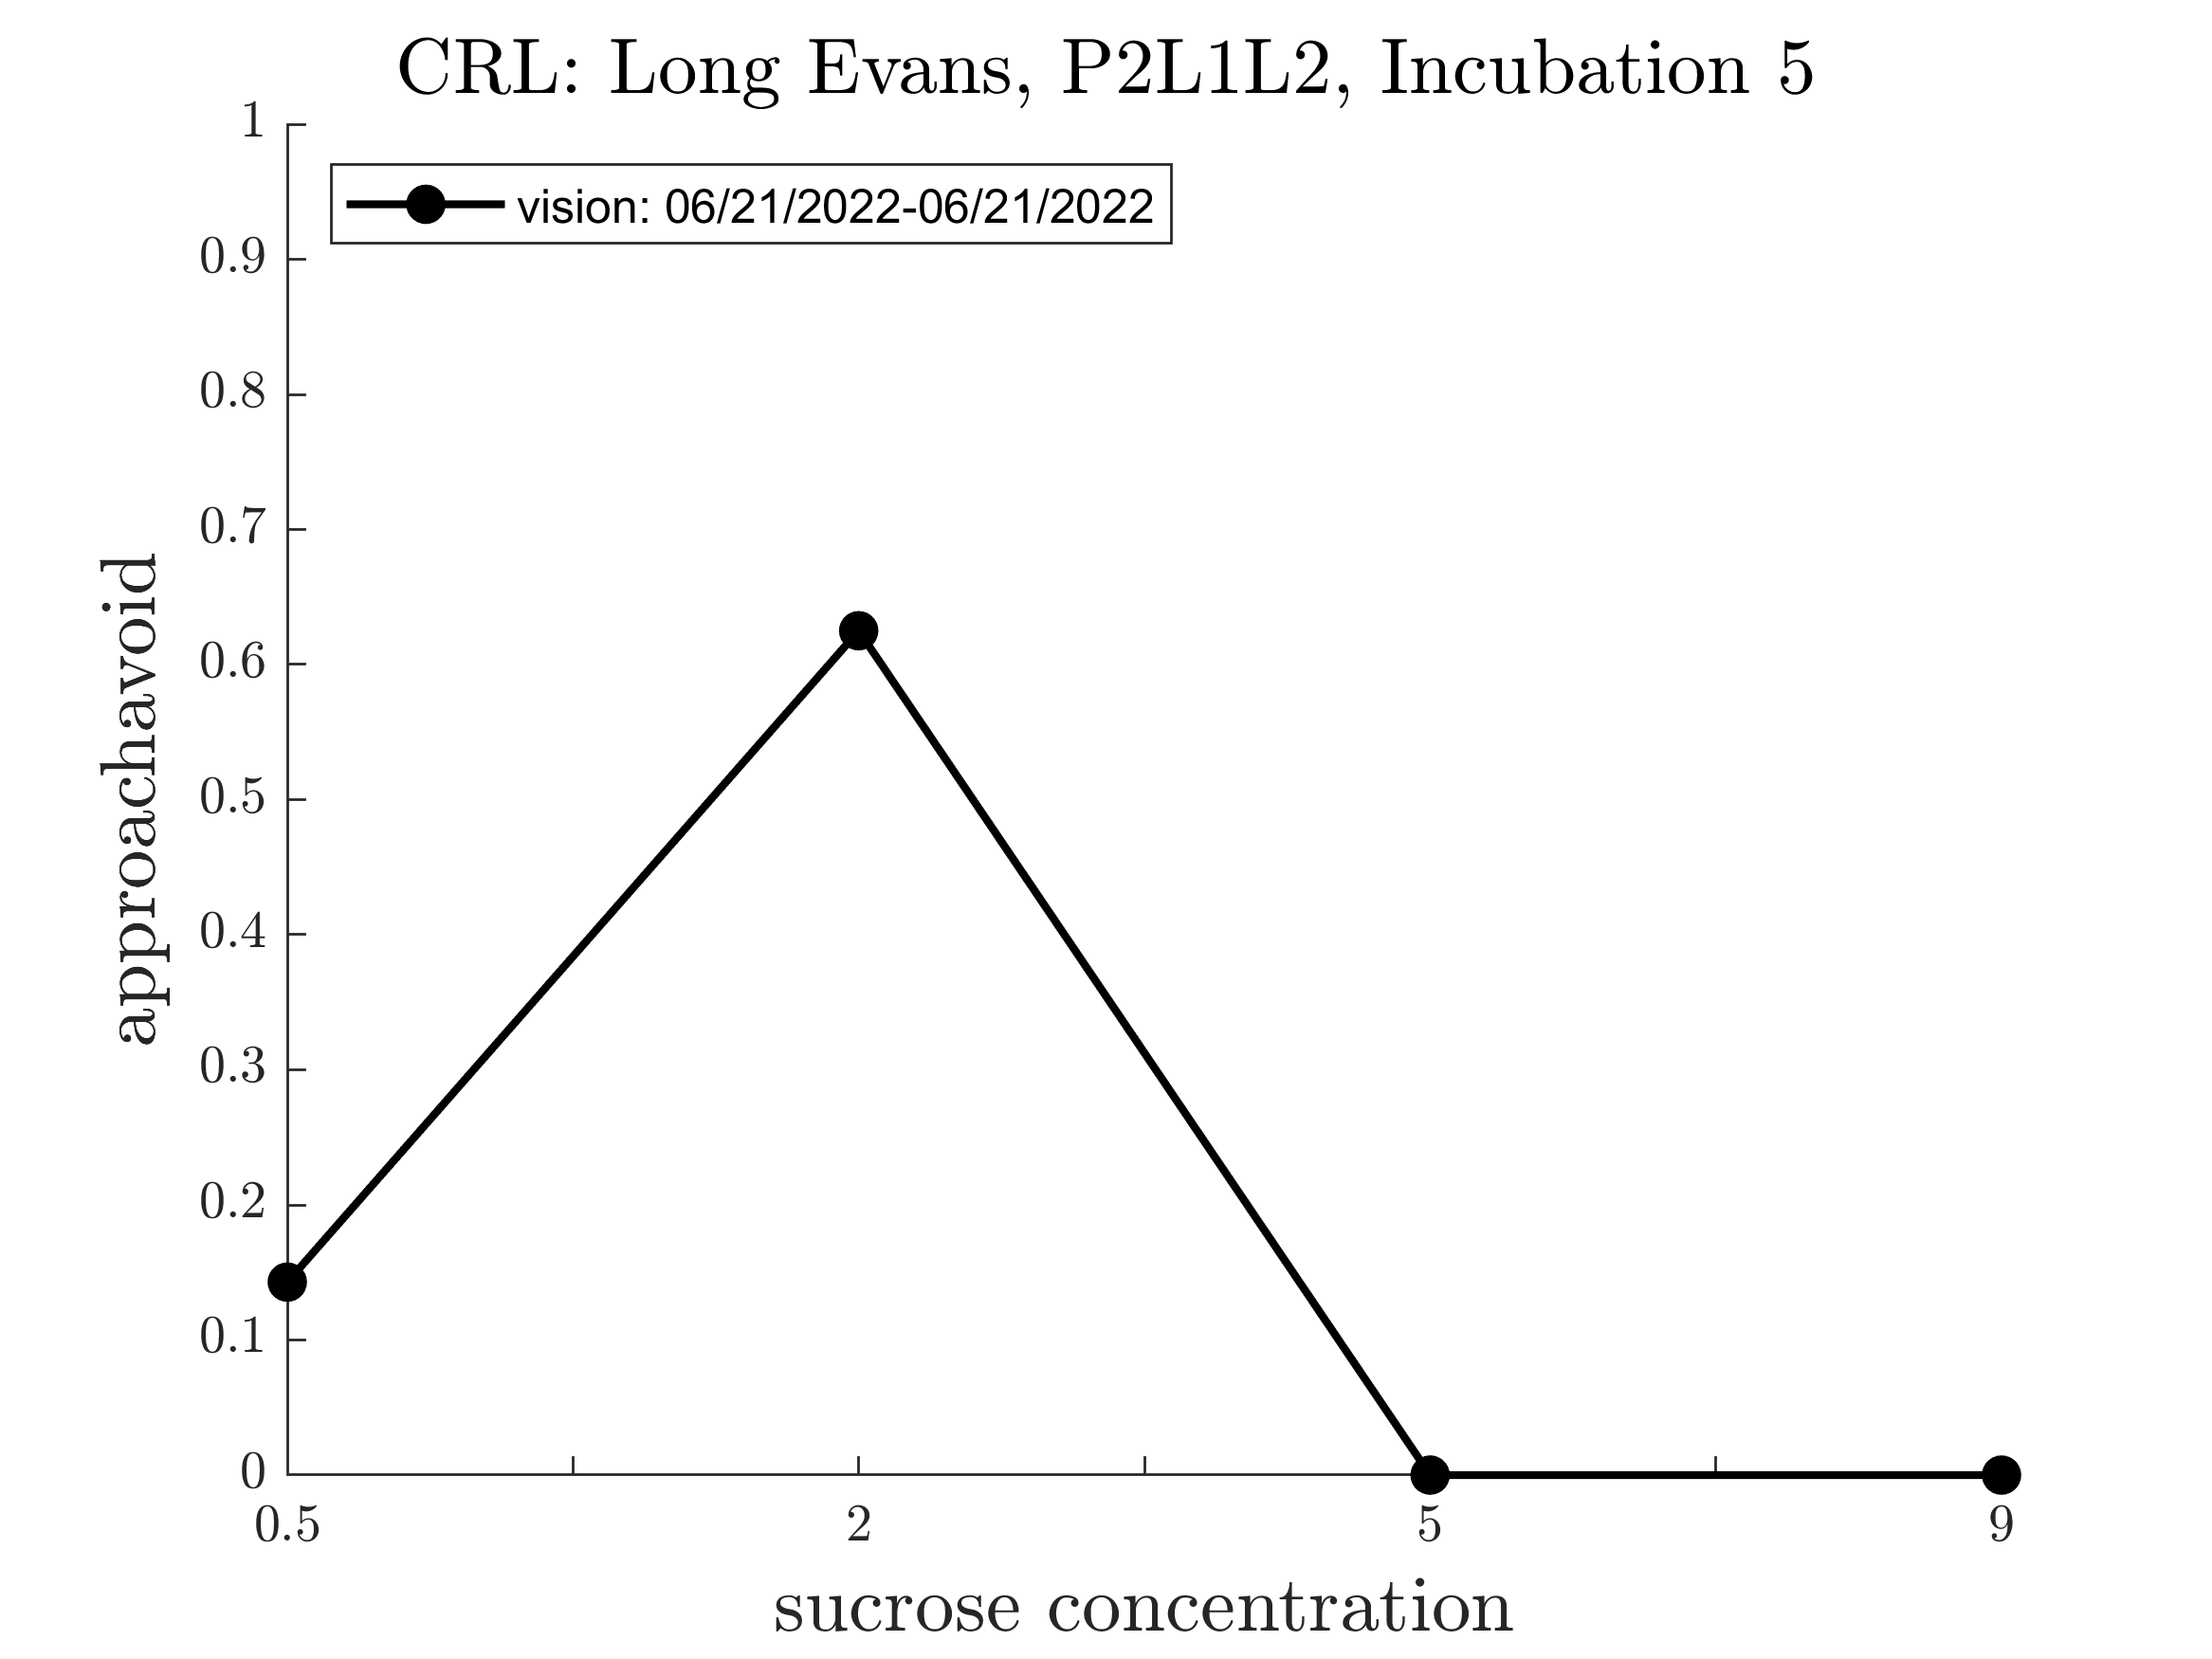 CRL: Long Evans, P2L1L2, Incubation 5
vision: 06/21/2022-06/21/2022
approachavoid
1
0.9
0.8
0.7
0.6
0.5
0.4
0.3
0.2
0.1
0
0.5 2 5 9
sucrose concentration